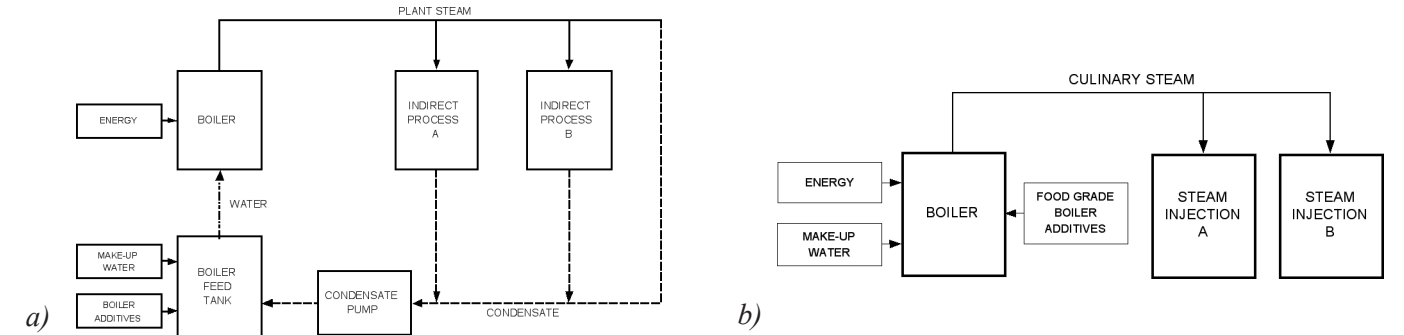 PLANT STEAM
ENERGY
BOILER
INDIRECT
PROCESS
A
INDIRECT
PROCESS
B
WATER
MAKE-UP
WATER
BOILER
ADDITIVES
BOILER
FEED
TANK
CONDENSATE
PUMP
CONDENSATE
a)
CULINARY STEAM
ENERGY
MAKE-UP
WATER
BOILER
FOOD GRADE
BOILER
ADDITIVES
STEAM
INJECTION
A
STEAM
INJECTION
B
b)